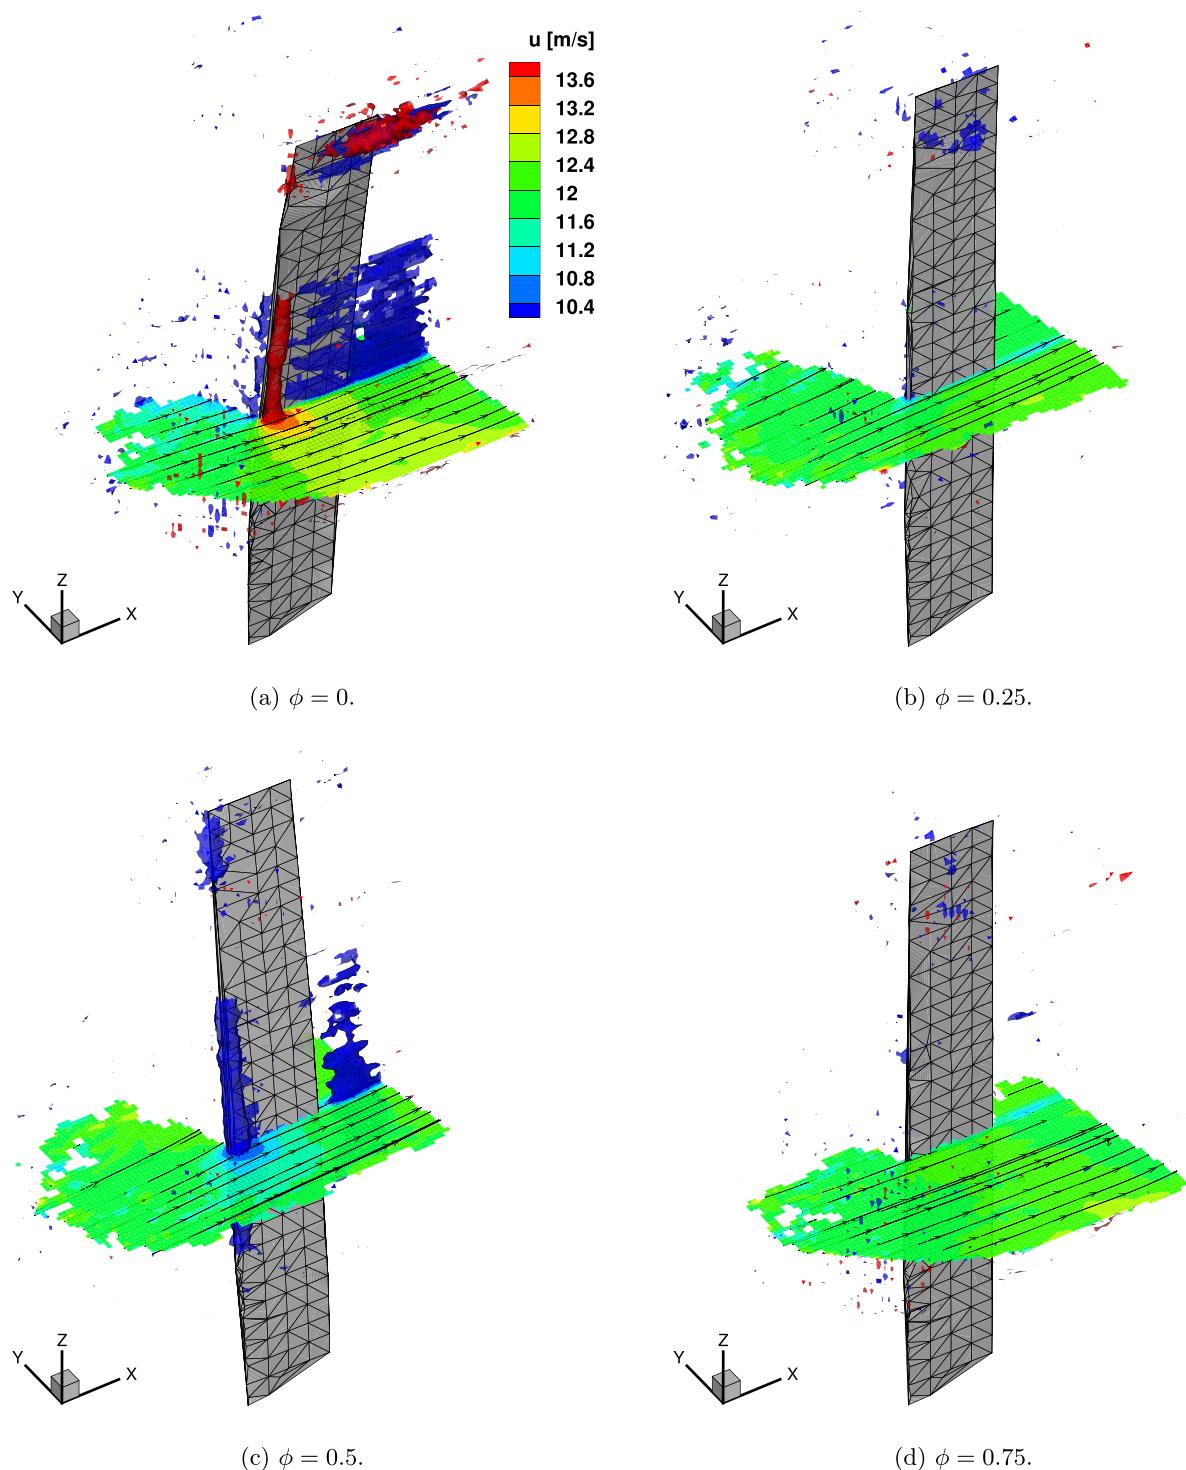 u [m/s]
13.6
13.2
12.8
12.4
12
11.6
11.2
10.8
10.4
Z
Y
X
Z
Y
X
(a) ϕ = 0.
(b) ϕ = 0.25.
Z
Y
X
Z
Y
X
(c) ϕ = 0.5.
(d) ϕ = 0.75.